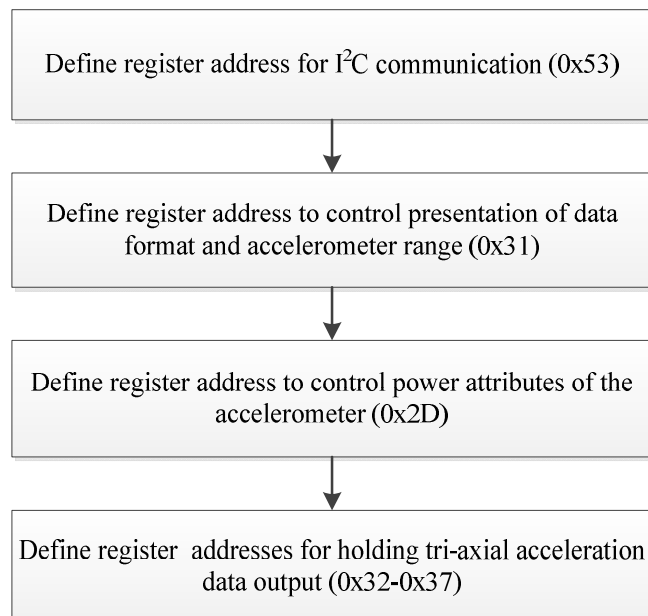 Define register address for I²C communication (0x53)
Define register address to control presentation of data
format and accelerometer range (0x31)
Define register address to control power attributes of the
accelerometer (0x2D)
Define register addresses for holding tri-axial acceleration
data output (0x32-0x37)